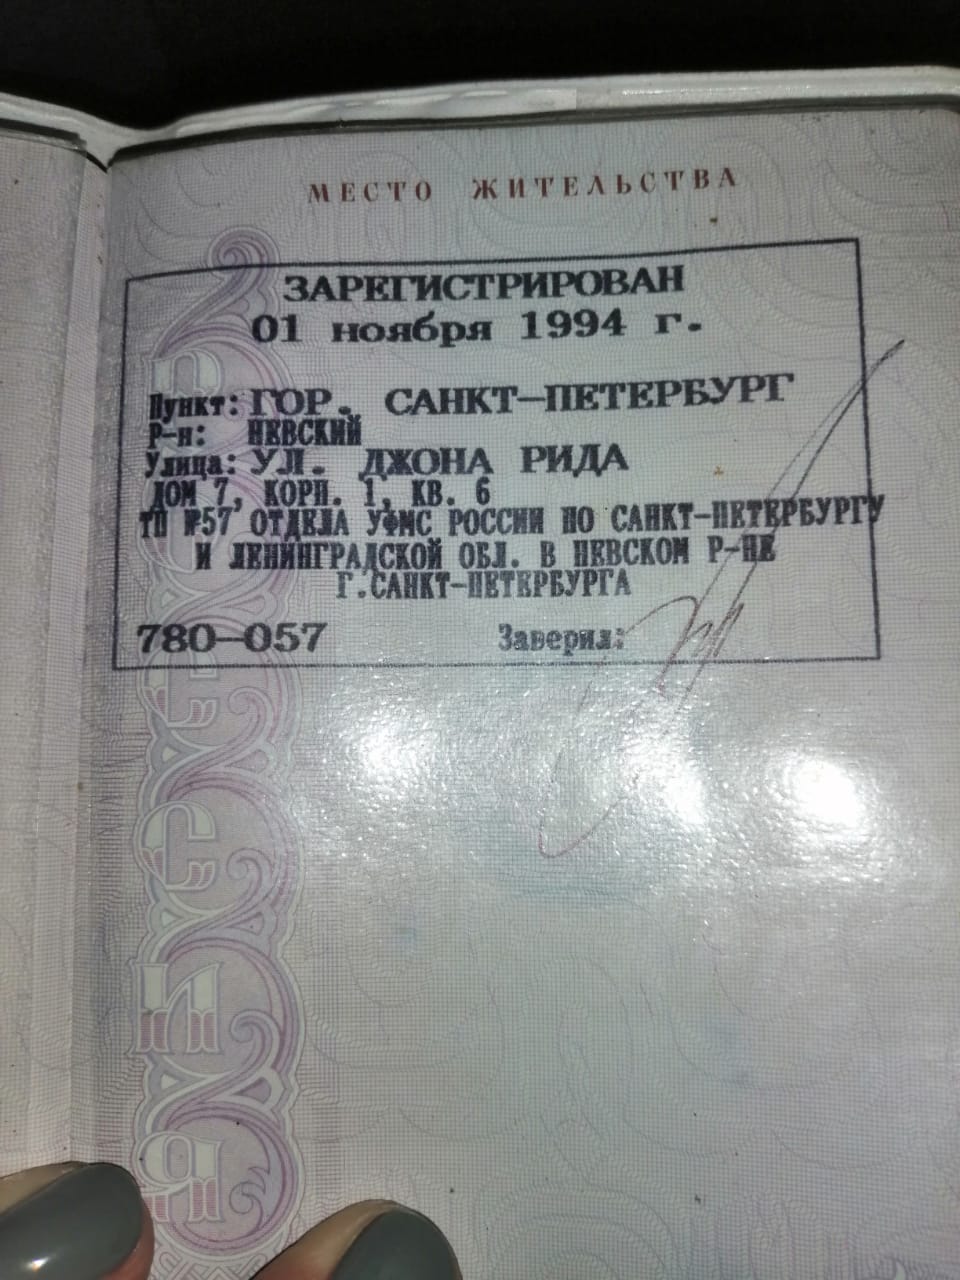 МЕСТО ЖИТЕЛЬСТВА
ЗАРЕГИСТРИРОВАН
01 ноября 1994 г.
Пункт: ГОР. САНКТ-ПЕТЕРБУРГ
Р-н: НЕВСКИЙ
Улица: УЛ. ДЖОНА РИДА
ДОМ 7, КОРП. 1, КВ. 6
ТП №57 ОТДЕЛА УФМС РОССИИ ПО САНКТ-ПЕТЕРБУРГУ
И ЛЕНИНГРАДСКОЙ ОБЛ. В НЕВСКОМ Р-НЕ
Г.САНКТ-ПЕТЕРБУРГА
780-057 Заверил: